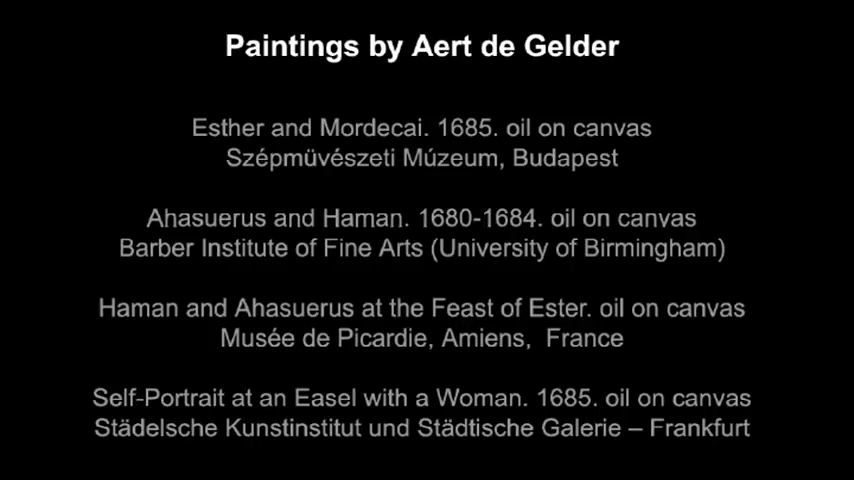 Paintings by Aert de Gelder
Esther and Mordecai. 1685. oil on canvas
Szépmüvészeti Múzeum, Budapest
Ahasuerus and Haman. 1680-1684. oil on canvas
Barber Institute of Fine Arts (University of Birmingham)
Haman and Ahasuerus at the Feast of Ester. oil on canvas
Musée de Picardie, Amiens,  France
Self-Portrait at an Easel with a Woman. 1685. oil on canvas
Städelsche Kunstinstitut und Städtische Galerie – Frankfurt